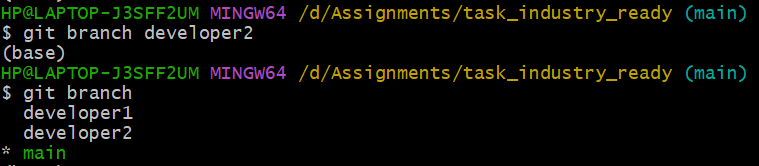 HP@LAPTOP-J3SFF2UM MINGW64 /d/Assignments/task_industry_ready (main)
$ git branch developer2
(base)
HP@LAPTOP-J3SFF2UM MINGW64 /d/Assignments/task_industry_ready (main)
$ git branch
  developer1
  developer2
* main